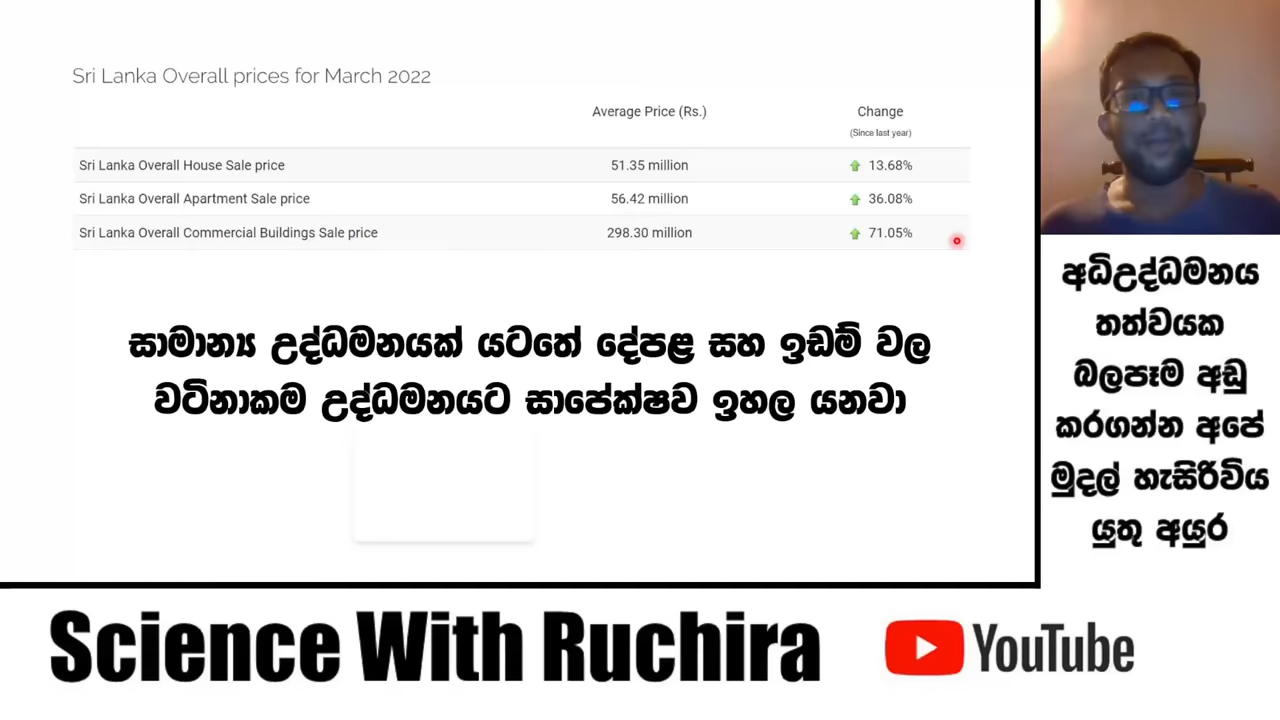 Sri Lanka Overall prices for March 2022
Average Price (Rs.) Change
(Since last year)
Sri Lanka Overall House Sale price 51.35 million 13.68%
Sri Lanka Overall Apartment Sale price 56.42 million 36.08%
Sri Lanka Overall Commercial Buildings Sale price 298.30 million 71.05%
සාමාන්‍ය උද්ධමනයක් යටතේ දේපළ සහ ඉඩම් වල
වටිනාකම උද්ධමනයට සාපේක්ෂව ඉහල යනවා
අධිඋද්ධමනය
තත්වයක
බලපෑම අඩු
කරගන්න අපේ
මුදල් හැසිරිවිය
යුතු අයුර
Science With Ruchira
YouTube